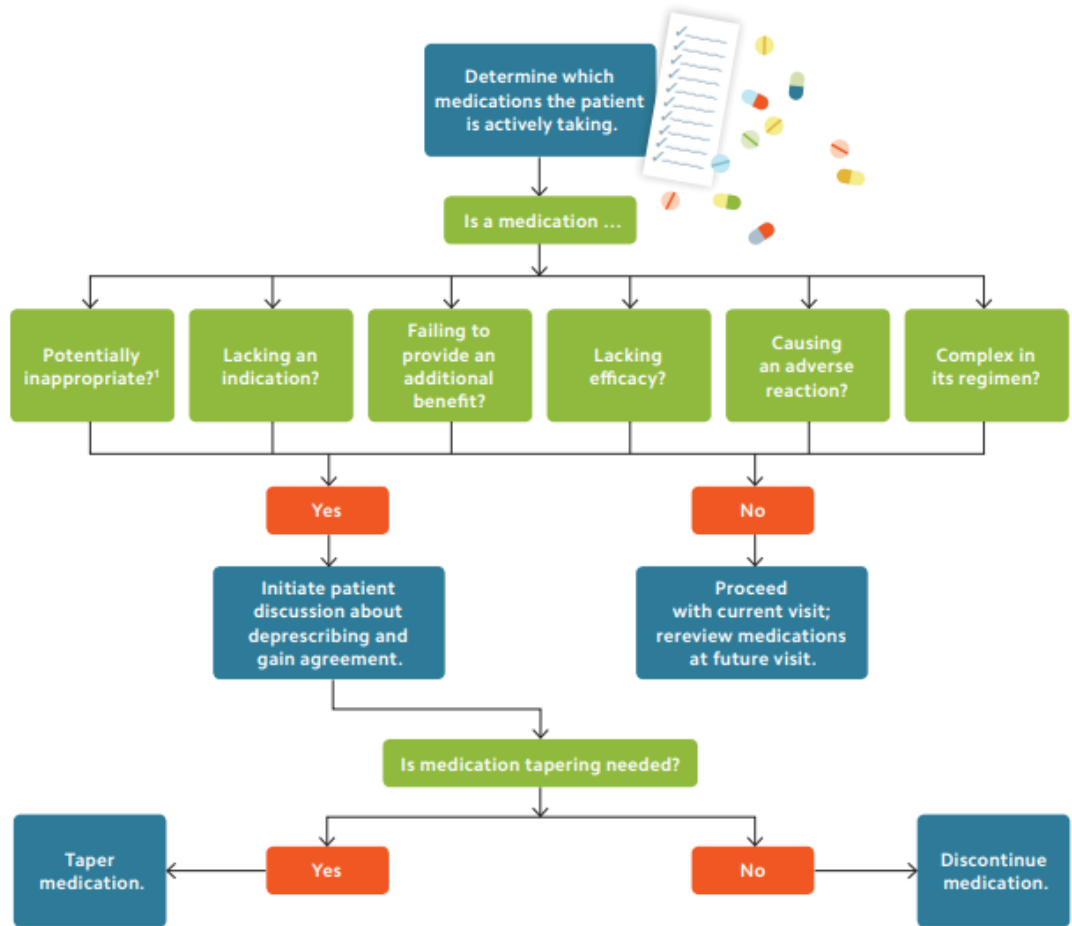 Determine which
medications the patient
is actively taking.
Is a medication ...
Potentially
inappropriate?¹
Lacking an
indication?
Failing to
provide an
additional
benefit?
Lacking
efficacy?
Causing
an adverse
reaction?
Complex in
its regimen?
Yes
No
Initiate patient
discussion about
deprescribing and
gain agreement.
Proceed
with current visit;
rereview medications
at future visit.
Is medication tapering needed?
Taper
medication.
Yes
No
Discontinue
medication.